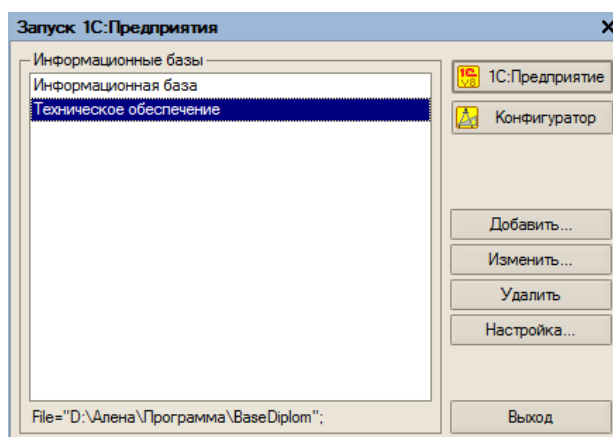 Запуск 1С:Предприятия
Информационные базы
Информационная база
Техническое обеспечение
1С:Предприятие
Конфигуратор
Добавить...
Изменить...
Удалить
Настройка...
File="D:\Алена\Программа\BaseDiplom";
Выход